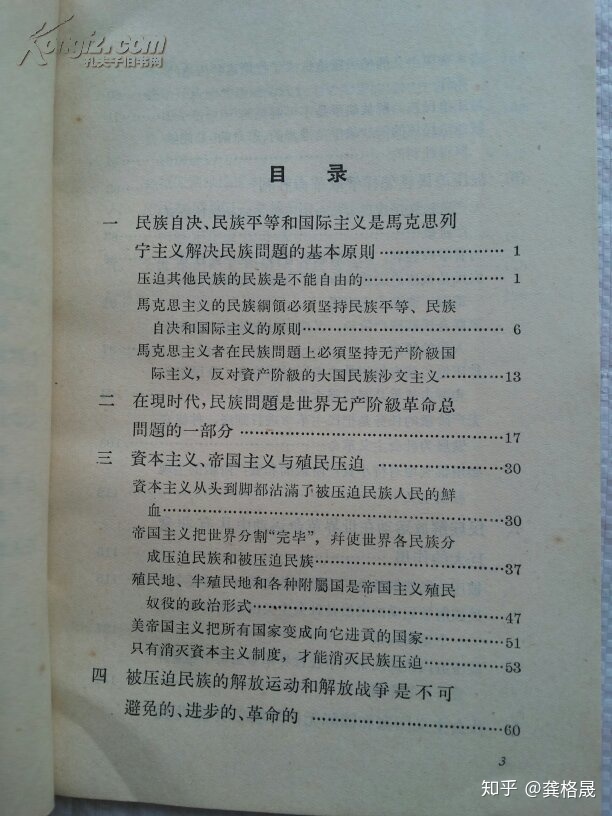 Kongfz.com
孔夫子旧书网
目 录
一 民族自决、民族平等和国际主义是馬克思列
宁主义解决民族問題的基本原則……………………1
压迫其他民族的民族是不能自由的……………………1
馬克思主义的民族綱領必須坚持民族平等、民族
自决和国际主义的原則……………………6
馬克思主义者在民族問題上必須坚持无产阶級国
际主义，反对資产阶級的大国民族沙文主义……………13
二 在現时代，民族問題是世界无产阶級革命总
問題的一部分……………………17
三 資本主义、帝国主义与殖民压迫……………………30
資本主义从头到脚都沾满了被压迫民族人民的鮮
血……………………30
帝国主义把世界分割“完毕”，幷使世界各民族分
成压迫民族和被压迫民族……………………37
殖民地、半殖民地和各种附屬国是帝国主义殖民
奴役的政治形式……………………47
美帝国主义把所有国家变成向它进貢的国家……………51
只有消灭資本主义制度，才能消灭民族压迫……………53
四 被压迫民族的解放运动和解放战爭是不可
避免的、进步的、革命的……………………60
3
知乎 @龚格晟